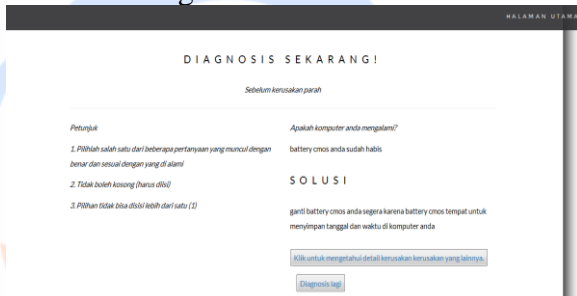 HALAMAN UTAMA
DIAGNOSIS SEKARANG!
Sebelum kerusakan parah
Petunjuk
1. Pilihlah salah satu dari beberapa pertanyaan yang muncul dengan
benar dan sesuai dengan yang di alami
2. Tidak boleh kosong (harus diisi)
3. Pilihan tidak bisa diisi lebih dari satu (1)
Apakah komputer anda mengalami?
battery cmos anda sudah habis
SOLUSI
ganti battery cmos anda segera karena battery cmos tempat untuk
menyimpan tanggal dan waktu di komputer anda
Klik untuk mengetahui detail kerusakan kerusakan yang lainnya.
Diagnosis lagi